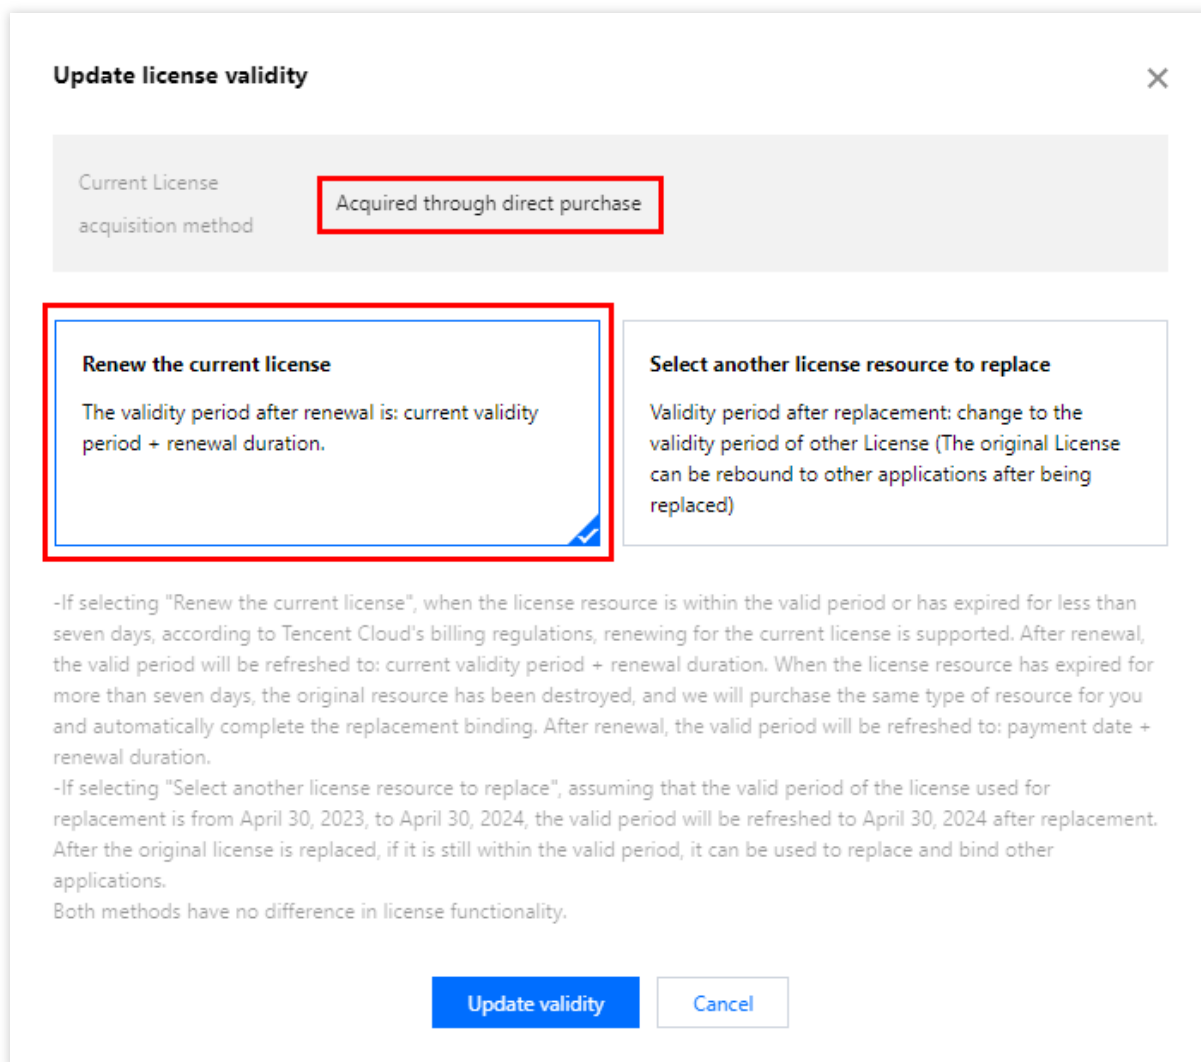 Update license validity
Current License
acquisition method
Acquired through direct purchase
Renew the current license
The validity period after renewal is: current validity
period + renewal duration.
Select another license resource to replace
Validity period after replacement: change to the
validity period of other License (The original License
can be rebound to other applications after being
replaced)
-If selecting "Renew the current license", when the license resource is within the valid period or has expired for less than
seven days, according to Tencent Cloud's billing regulations, renewing for the current license is supported. After renewal,
the valid period will be refreshed to: current validity period + renewal duration. When the license resource has expired for
more than seven days, the original resource has been destroyed, and we will purchase the same type of resource for you
and automatically complete the replacement binding. After renewal, the valid period will be refreshed to: payment date +
renewal duration.
-If selecting "Select another license resource to replace", assuming that the valid period of the license used for
replacement is from April 30, 2023, to April 30, 2024, the valid period will be refreshed to April 30, 2024 after replacement.
After the original license is replaced, if it is still within the valid period, it can be used to replace and bind other
applications.
Both methods have no difference in license functionality.
Update validity
Cancel